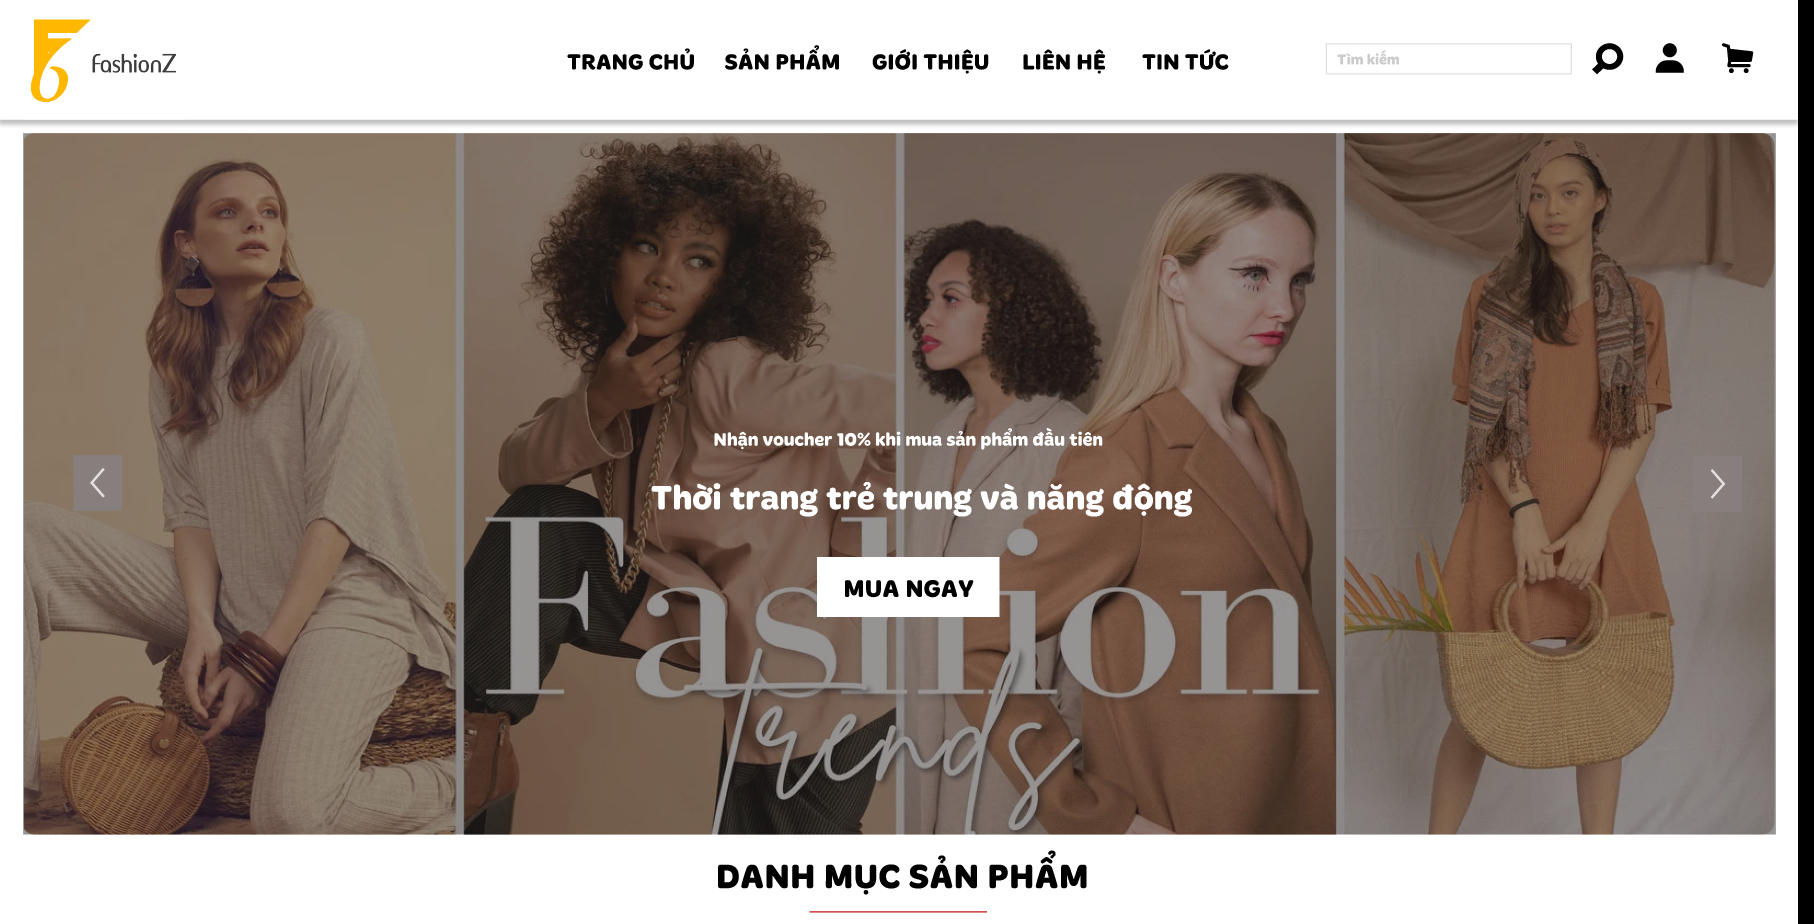 FashionZ
TRANG CHỦ
SẢN PHẨM
GIỚI THIỆU
LIÊN HỆ
TIN TỨC
Tìm kiếm
Nhận voucher 10% khi mua sản phẩm đầu tiên
Thời trang trẻ trung và năng động
MUA NGAY
Fashion
Trends
DANH MỤC SẢN PHẨM